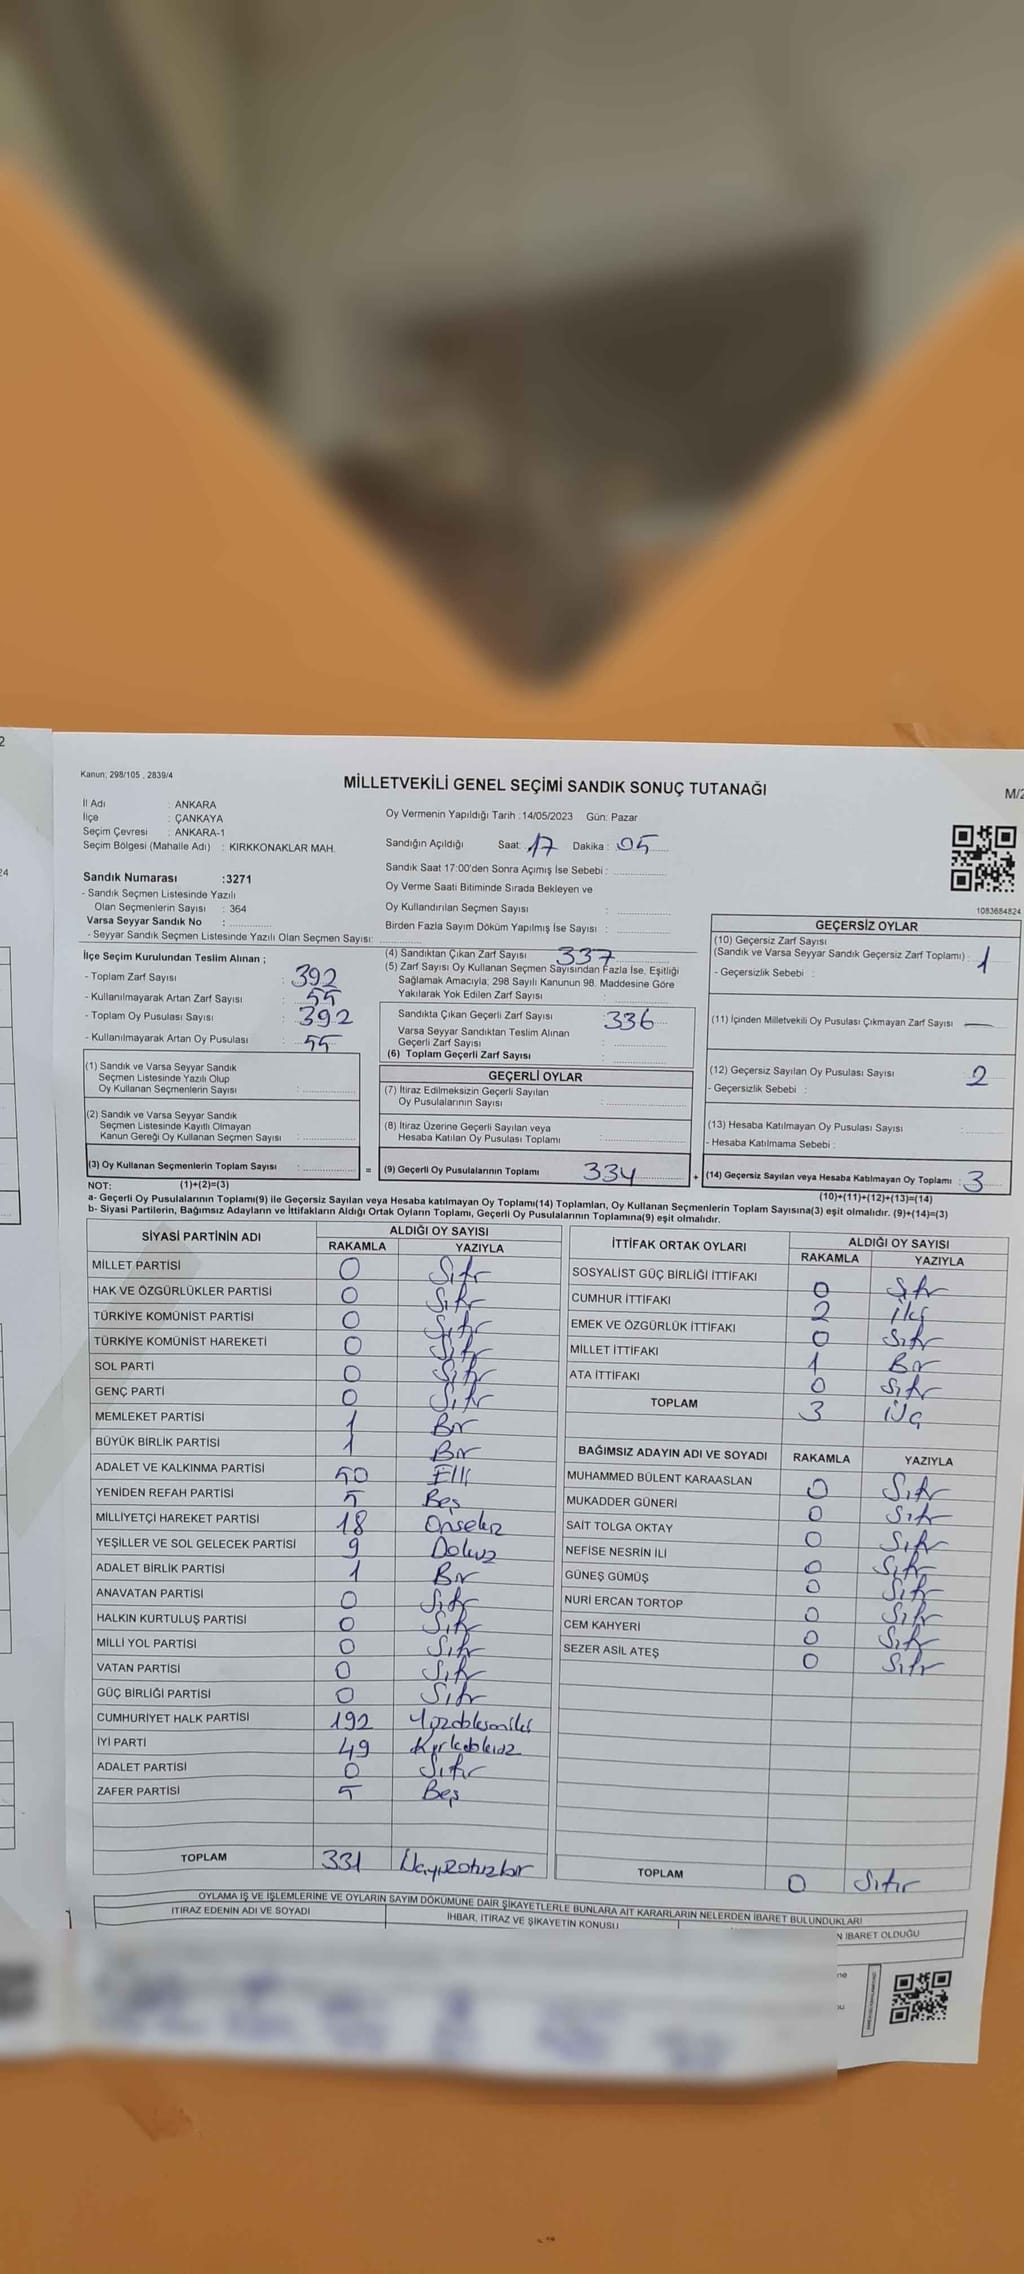 2
24
Kanun; 298/105 , 2839/4
MİLLETVEKİLİ GENEL SEÇİMİ SANDIK SONUÇ TUTANAĞI
M/2
İl Adı : ANKARA
İlçe : ÇANKAYA
Seçim Çevresi : ANKARA-1
Seçim Bölgesi (Mahalle Adı) : KIRKKONAKLAR MAH.
Sandık Numarası :3271
- Sandık Seçmen Listesinde Yazılı
Olan Seçmenlerin Sayısı : 364
Varsa Seyyar Sandık No :
- Seyyar Sandık Seçmen Listesinde Yazılı Olan Seçmen Sayısı:
Oy Vermenin Yapıldığı Tarih :14/05/2023 Gün: Pazar
Sandığın Açıldığı Saat: 17 Dakika : 05
Sandık Saat 17:00'den Sonra Açımış İse Sebebi :
Oy Verme Saati Bitiminde Sırada Bekleyen ve
Oy Kullandırılan Seçmen Sayısı :
Birden Fazla Sayım Döküm Yapılmış İse Sayısı :
1083684824
İlçe Seçim Kurulundan Teslim Alınan ;
- Toplam Zarf Sayısı : 392
- Kullanılmayarak Artan Zarf Sayısı : 55
- Toplam Oy Pusulası Sayısı : 392
- Kullanılmayarak Artan Oy Pusulası : 55
(1) Sandık ve Varsa Seyyar Sandık
Seçmen Listesinde Yazılı Olup
Oy Kullanan Seçmenlerin Sayısı :
(2) Sandık ve Varsa Seyyar Sandık
Seçmen Listesinde Kayıtlı Olmayan
Kanun Gereği Oy Kullanan Seçmen Sayısı :
(3) Oy Kullanan Seçmenlerin Toplam Sayısı : =
(4) Sandıktan Çıkan Zarf Sayısı 337
(5) Zarf Sayısı Oy Kullanan Seçmen Sayısından Fazla İse, Eşitliği
Sağlamak Amacıyla; 298 Sayılı Kanunun 98. Maddesine Göre
Yakılarak Yok Edilen Zarf Sayısı :
Sandıkta Çıkan Geçerli Zarf Sayısı : 336
Varsa Seyyar Sandıktan Teslim Alınan
Geçerli Zarf Sayısı :
(6) Toplam Geçerli Zarf Sayısı :
GEÇERLİ OYLAR
(7) İtiraz Edilmeksizin Geçerli Sayılan
Oy Pusulalarının Sayısı :
(8) İtiraz Üzerine Geçerli Sayılan veya
Hesaba Katılan Oy Pusulası Toplamı :
(9) Geçerli Oy Pusulalarının Toplamı : 334 +
GEÇERSİZ OYLAR
(10) Geçersiz Zarf Sayısı
(Sandık ve Varsa Seyyar Sandık Geçersiz Zarf Toplamı) : 1
- Geçersizlik Sebebi :
(11) İçinden Milletvekili Oy Pusulası Çıkmayan Zarf Sayısı : —
(12) Geçersiz Sayılan Oy Pusulası Sayısı : 2
- Geçersizlik Sebebi :
(13) Hesaba Katılmayan Oy Pusulası Sayısı :
- Hesaba Katılmama Sebebi :
(14) Geçersiz Sayılan veya Hesaba Katılmayan Oy Toplamı : 3
NOT: (1)+(2)=(3) (10)+(11)+(12)+(13)=(14)
a- Geçerli Oy Pusulalarının Toplamı(9) ile Geçersiz Sayılan veya Hesaba katılmayan Oy Toplamı(14) Toplamları, Oy Kullanan Seçmenlerin Toplam Sayısına(3) eşit olmalıdır. (9)+(14)=(3)
b- Siyasi Partilerin, Bağımsız Adayların ve İttifakların Aldığı Ortak Oyların Toplamı, Geçerli Oy Pusulalarının Toplamına(9) eşit olmalıdır.
SİYASİ PARTİNİN ADI ALDIĞI OY SAYISI
RAKAMLA YAZIYLA
MİLLET PARTİSİ 0 Sıfır
HAK VE ÖZGÜRLÜKLER PARTİSİ 0 Sıfır
TÜRKİYE KOMÜNİST PARTİSİ 0 Sıfır
TÜRKİYE KOMÜNİST HAREKETİ 0 Sıfır
SOL PARTİ 0 Sıfır
GENÇ PARTİ 0 Sıfır
MEMLEKET PARTİSİ 1 Bir
BÜYÜK BİRLİK PARTİSİ 1 Bir
ADALET VE KALKINMA PARTİSİ 50 Elli
YENİDEN REFAH PARTİSİ 5 Beş
MİLLİYETÇİ HAREKET PARTİSİ 18 Onsekiz
YEŞİLLER VE SOL GELECEK PARTİSİ 9 Dokuz
ADALET BİRLİK PARTİSİ 1 Bir
ANAVATAN PARTİSİ 0 Sıfır
HALKIN KURTULUŞ PARTİSİ 0 Sıfır
MİLLİ YOL PARTİSİ 0 Sıfır
VATAN PARTİSİ 0 Sıfır
GÜÇ BİRLİĞİ PARTİSİ 0 Sıfır
CUMHURİYET HALK PARTİSİ 192 Yüzdoksaniki
İYİ PARTİ 49 Kırkdokuz
ADALET PARTİSİ 0 Sıfır
ZAFER PARTİSİ 5 Beş
TOPLAM 331 Üçyüzotuzbir
İTTİFAK ORTAK OYLARI ALDIĞI OY SAYISI
RAKAMLA YAZIYLA
SOSYALİST GÜÇ BİRLİĞİ İTTİFAKI 0 Sıfır
CUMHUR İTTİFAKI 2 İki
EMEK VE ÖZGÜRLÜK İTTİFAKI 0 Sıfır
MİLLET İTTİFAKI 1 Bir
ATA İTTİFAKI 0 Sıfır
TOPLAM 3 Üç
BAĞIMSIZ ADAYIN ADI VE SOYADI RAKAMLA YAZIYLA
MUHAMMED BÜLENT KARAASLAN 0 Sıfır
MUKADDER GÜNERİ 0 Sıfır
SAİT TOLGA OKTAY 0 Sıfır
NEFİSE NESRİN İLİ 0 Sıfır
GÜNEŞ GÜMÜŞ 0 Sıfır
NURİ ERCAN TORTOP 0 Sıfır
CEM KAHYERİ 0 Sıfır
SEZER ASİL ATEŞ 0 Sıfır
TOPLAM 0 Sıfır
OYLAMA İŞ VE İŞLEMLERİNE VE OYLARIN SAYIM DÖKÜMÜNE DAİR ŞİKAYETLERLE BUNLARA AİT KARARLARIN NELERDEN İBARET BULUNDUKLARI
İTİRAZ EDENİN ADI VE SOYADI İHBAR, İTİRAZ VE ŞİKAYETİN KONUSU N İBARET OLDUĞU